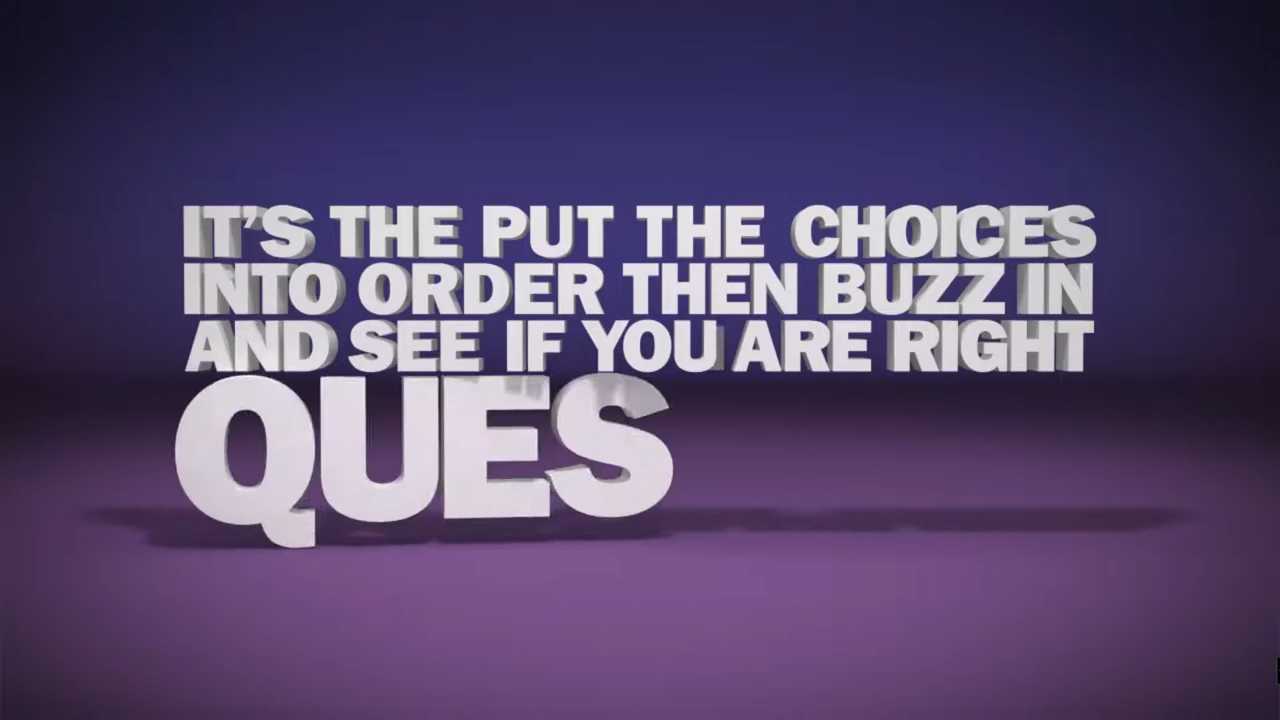 IT'S THE PUT THE CHOICES
INTO ORDER THEN BUZZ IN
AND SEE IF YOU ARE RIGHT
QUES